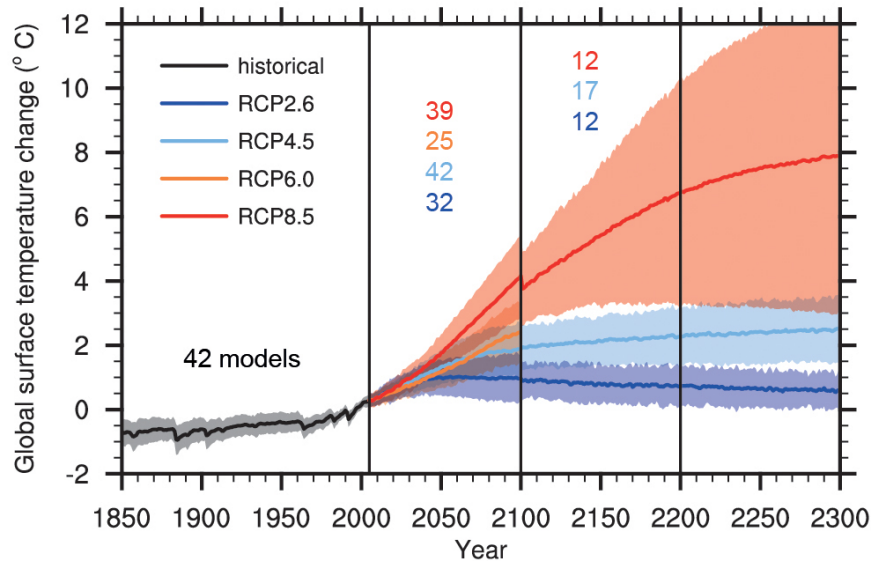 Global surface temperature change (° C)
12
10
8
6
4
2
0
-2
historical
RCP2.6
RCP4.5
RCP6.0
RCP8.5
42 models
39
25
42
32
12
17
12
1850 1900 1950 2000 2050 2100 2150 2200 2250 2300
Year